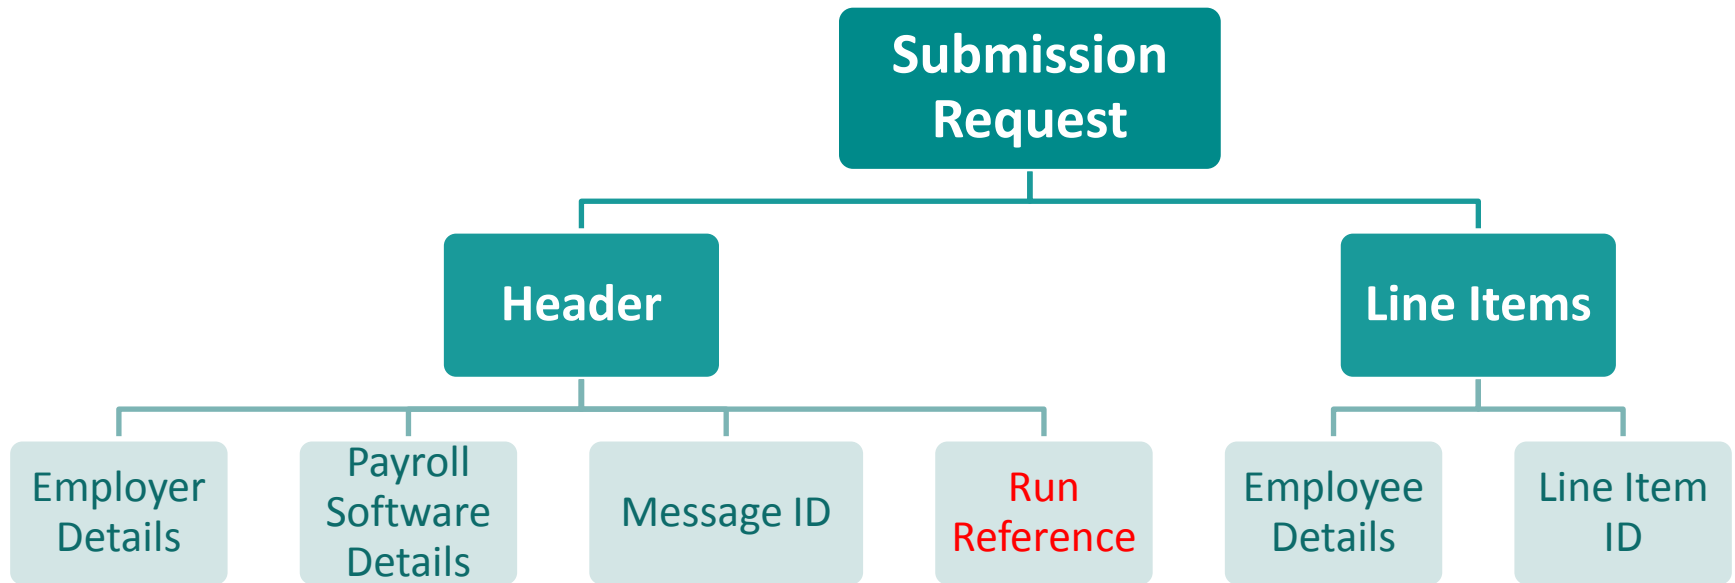 Submission
Request
Header
Line Items
Employer
Details
Payroll
Software
Details
Message ID
Run
Reference
Employee
Details
Line Item
ID